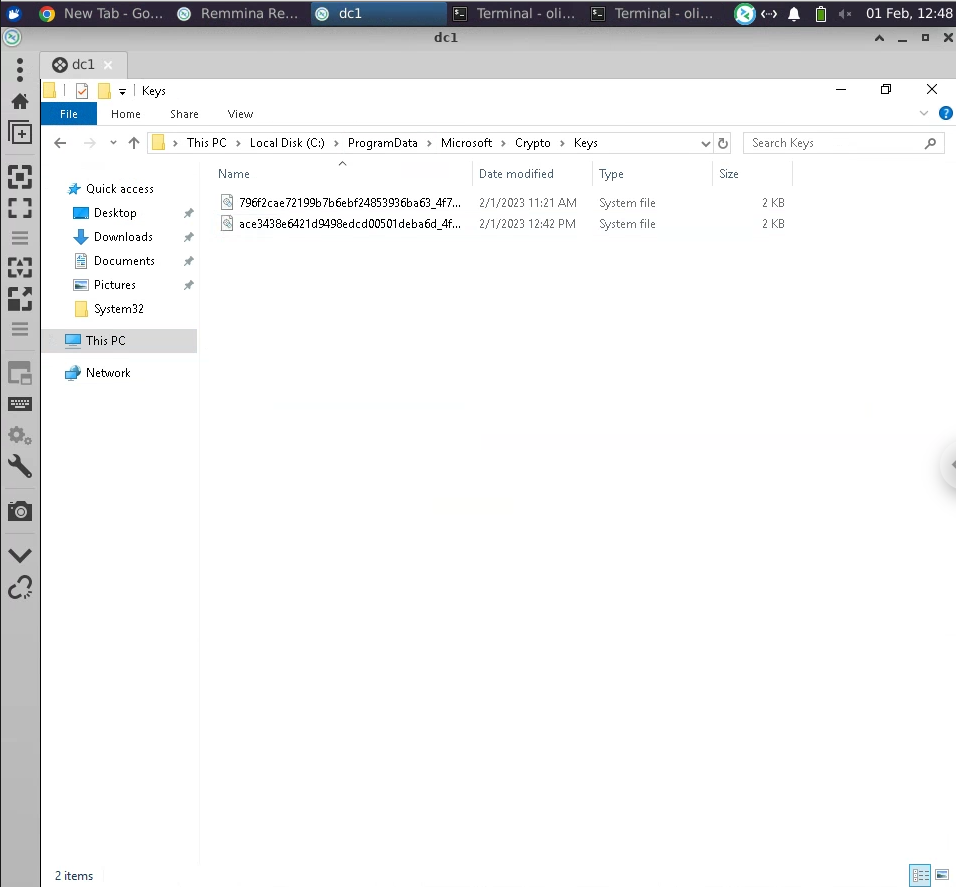 New Tab - Go... Remmina Re... dc1 Terminal - oli... Terminal - oli... 01 Feb, 12:48
dc1
dc1
Keys
File Home Share View
This PC Local Disk (C:) ProgramData Microsoft Crypto Keys Search Keys
Name Date modified Type Size
Quick access
Desktop
Downloads
Documents
Pictures
System32
This PC
Network
796f2cae72199b7b6ebf24853936ba63_4f7... 2/1/2023 11:21 AM System file 2 KB
ace3438e6421d9498edcd00501deba6d_4f... 2/1/2023 12:42 PM System file 2 KB
2 items